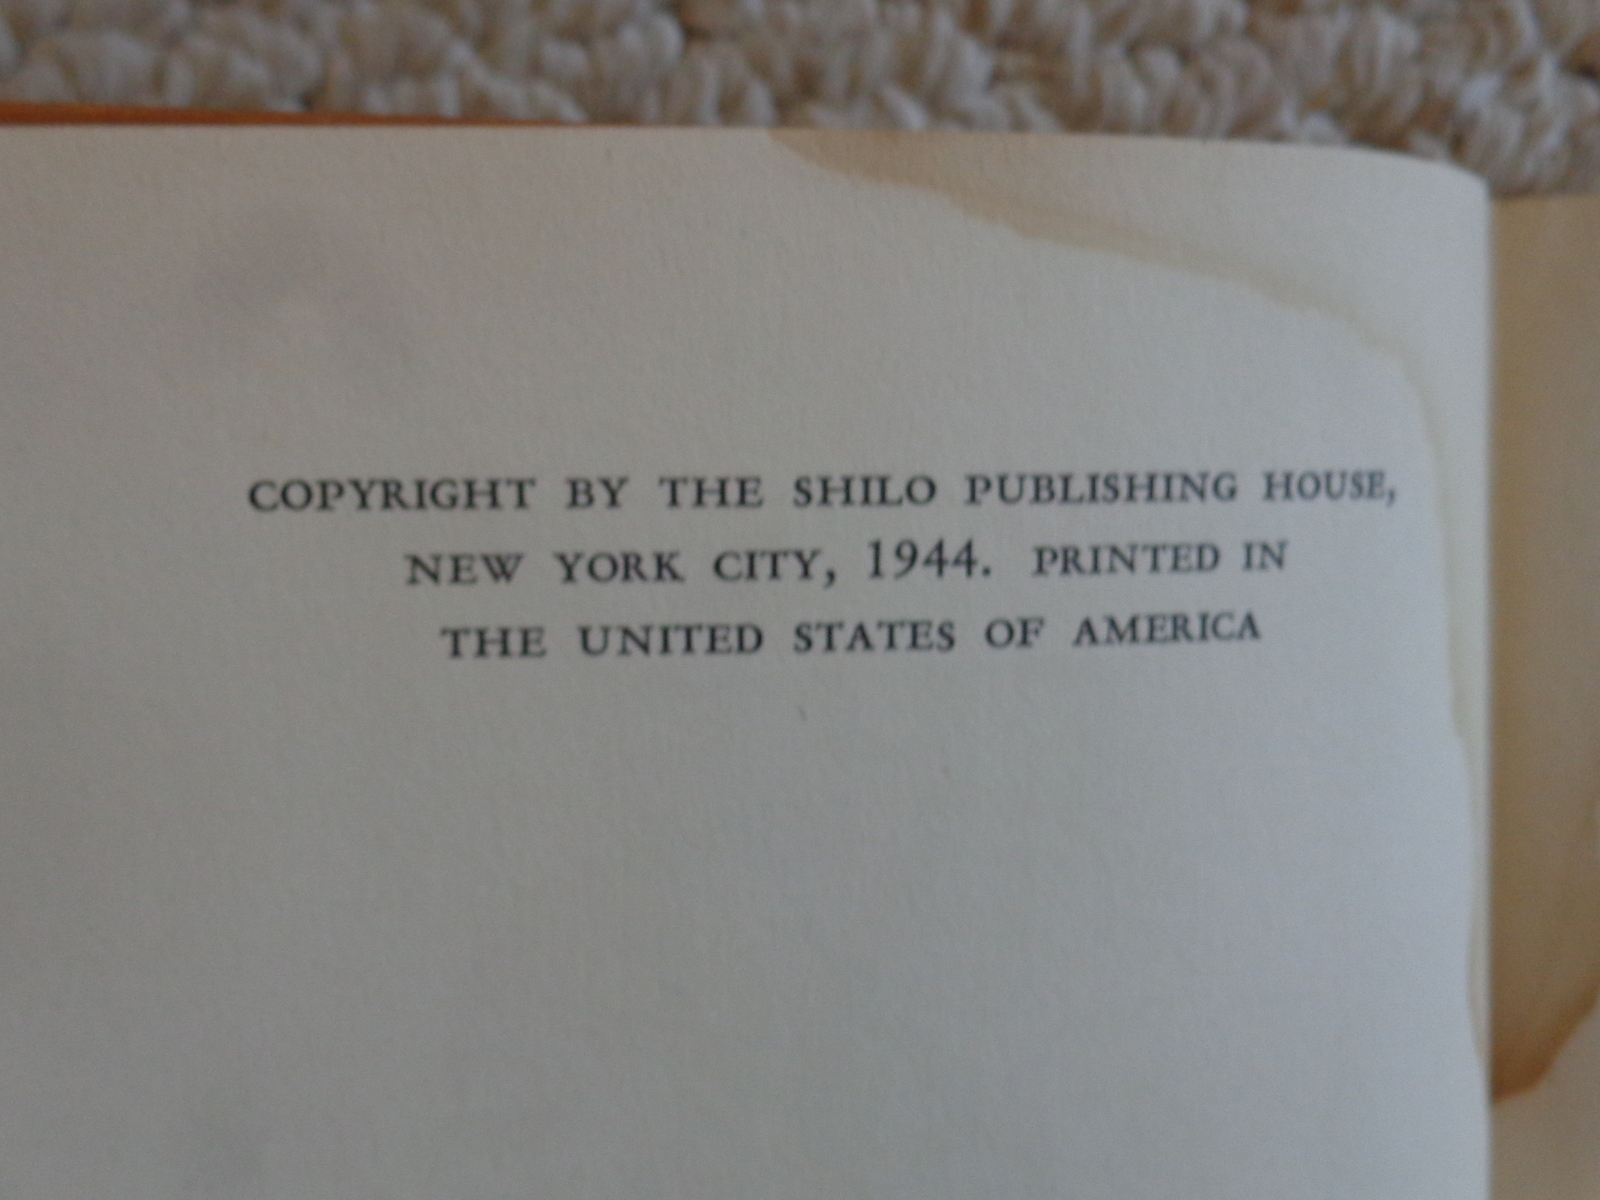 COPYRIGHT BY THE SHILO PUBLISHING HOUSE,
NEW YORK CITY, 1944. PRINTED IN
THE UNITED STATES OF AMERICA